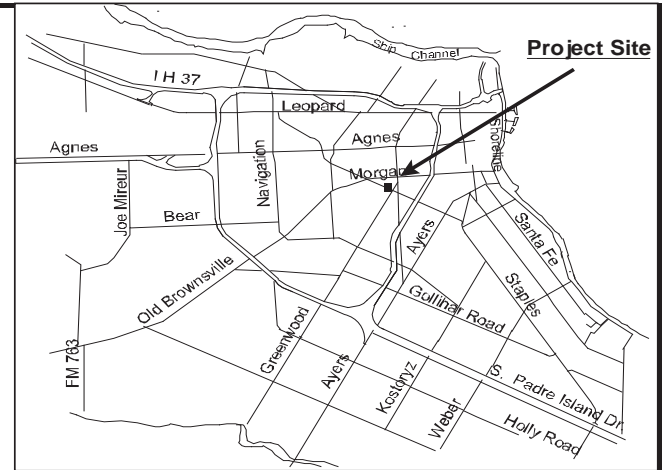 Project Site
Ship Channel
I H 37
Leopard
Agnes
Agnes
Shoreline
Morgan
Navigation
Joe Mireur
Bear
Ayers
Santa Fe
Old Brownsville
Staples
Gollihar Road
FM 763
Greenwood
Ayers
Kostoryz
Weber
S. Padre Island Dr.
Holly Road